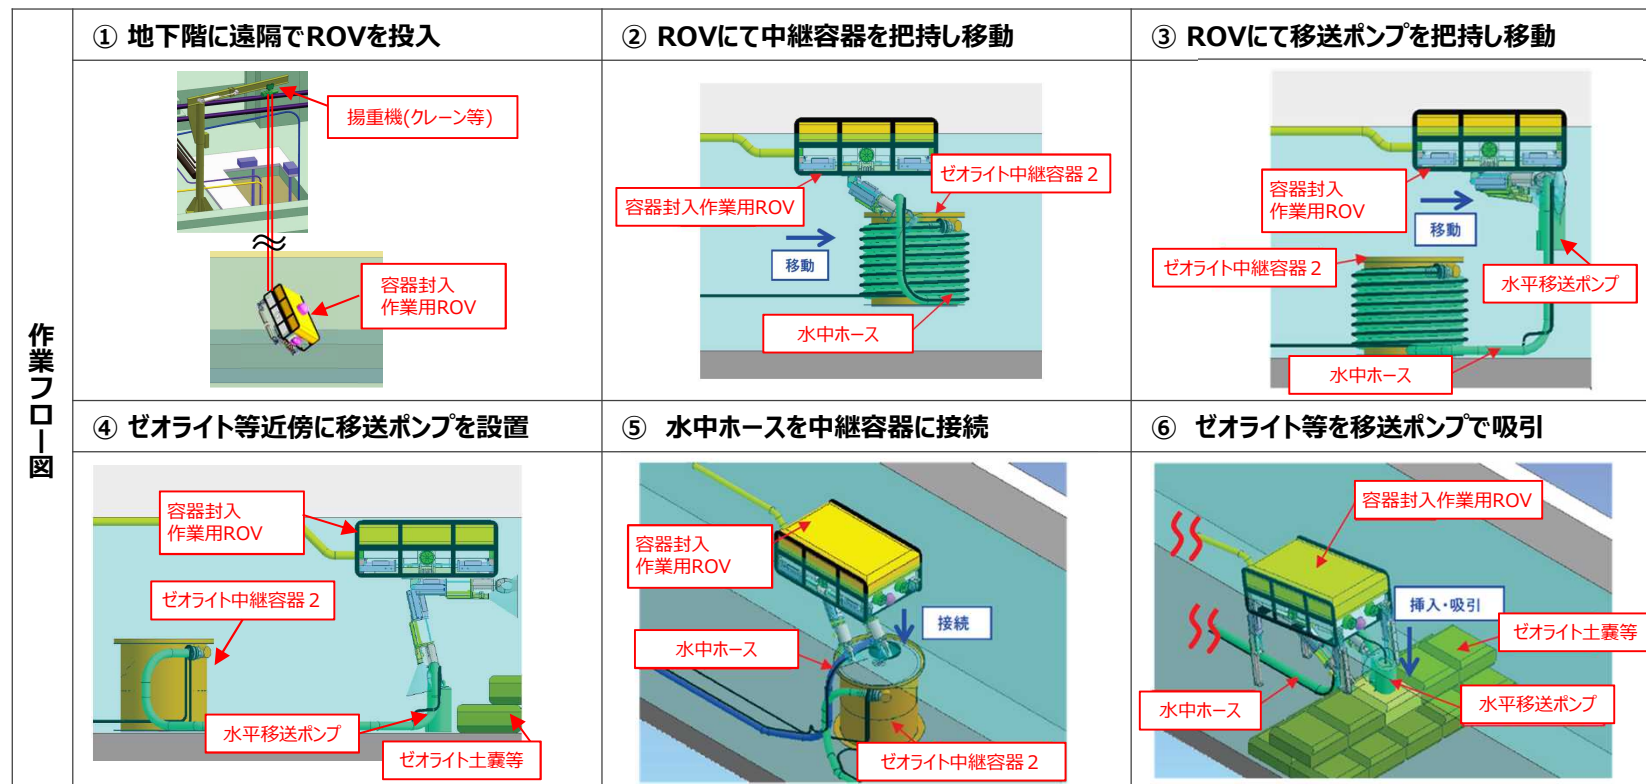 作業フロー図
① 地下階に遠隔でROVを投入
揚重機(クレーン等)
容器封入
作業用ROV
② ROVにて中継容器を把持し移動
ゼオライト中継容器２
容器封入作業用ROV
移動
水中ホース
③ ROVにて移送ポンプを把持し移動
容器封入
作業用ROV
移動
ゼオライト中継容器２
水平移送ポンプ
水中ホース
④ ゼオライト等近傍に移送ポンプを設置
容器封入
作業用ROV
ゼオライト中継容器２
水平移送ポンプ
ゼオライト土嚢等
⑤ 水中ホースを中継容器に接続
容器封入
作業用ROV
接続
水中ホース
ゼオライト中継容器２
⑥ ゼオライト等を移送ポンプで吸引
容器封入作業用ROV
挿入・吸引
ゼオライト土嚢等
水中ホース
水平移送ポンプ